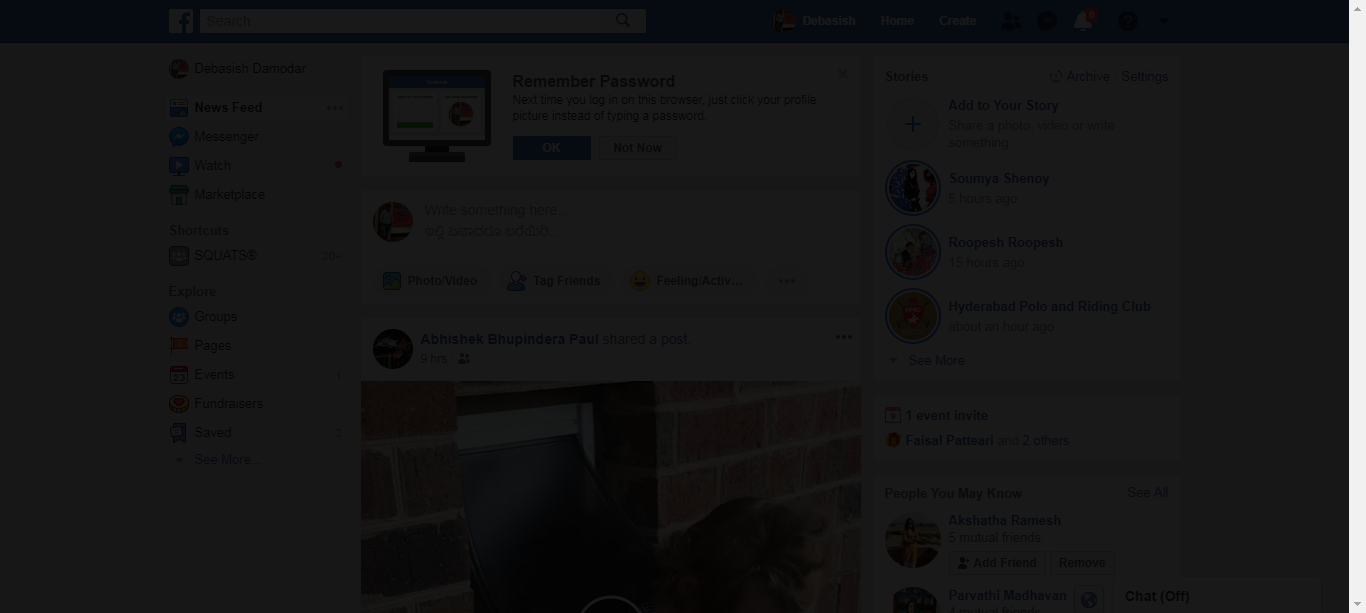 Search
Debasish
Home
Create
Debasish Damodar
News Feed
Messenger
Watch
Marketplace
Shortcuts
SQUATS®
20+
Explore
Groups
Pages
Events
Fundraisers
Saved
2
See More...
Remember Password
Next time you log in on this browser, just click your profile
picture instead of typing a password.
OK
Not Now
Write something here...
Photo/Video
Tag Friends
Feeling/Activ...
Abhishek Bhupindera Paul shared a post.
9 hrs
Stories
Archive
Settings
Add to Your Story
Share a photo, video or write
something
Soumya Shenoy
5 hours ago
Roopesh Roopesh
15 hours ago
Hyderabad Polo and Riding Club
about an hour ago
See More
1 event invite
Faisal Patteari and 2 others
People You May Know
See All
Akshatha Ramesh
5 mutual friends
Add Friend
Remove
Parvathi Madhavan
Chat (Off)